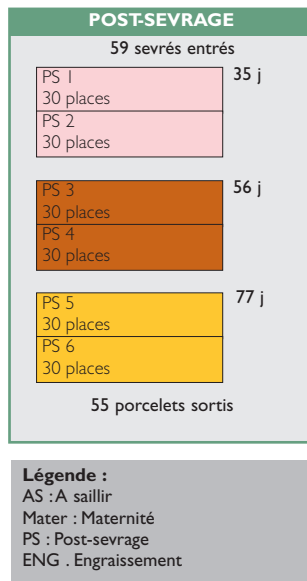 POST-SEVRAGE
59 sevrés entrés
PS 1
30 places
35 j
PS 2
30 places
PS 3
30 places
56 j
PS 4
30 places
PS 5
30 places
77 j
PS 6
30 places
55 porcelets sortis
Légende :
AS : A saillir
Mater : Maternité
PS : Post-sevrage
ENG . Engraissement